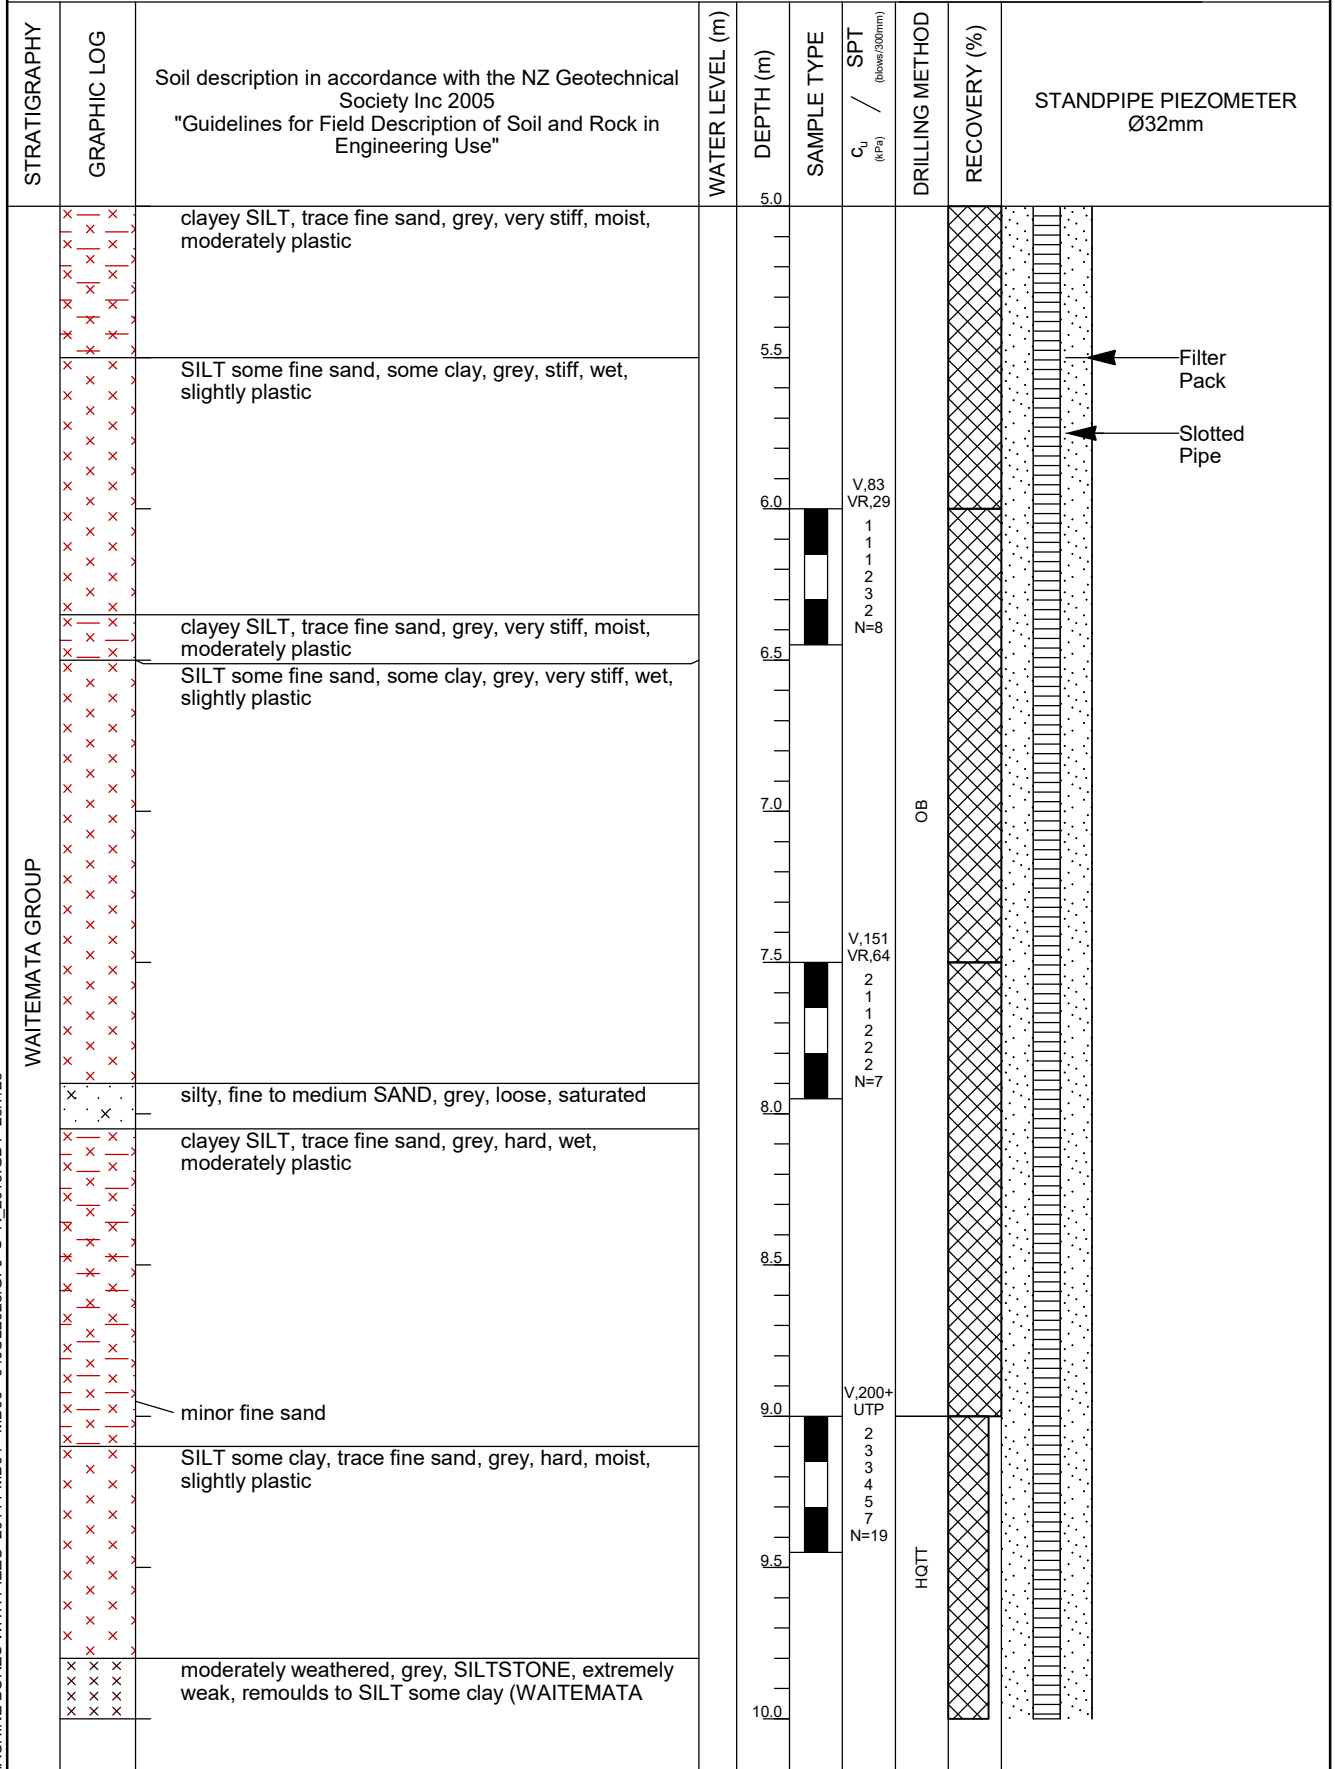 STRATIGRAPHY
GRAPHIC LOG
Soil description in accordance with the NZ Geotechnical
Society Inc 2005
"Guidelines for Field Description of Soil and Rock in
Engineering Use"
WATER LEVEL (m)
DEPTH (m)
SAMPLE TYPE
SPT
(blows/300mm)
/
cu
(kPa)
DRILLING METHOD
RECOVERY (%)
STANDPIPE PIEZOMETER
Ø32mm
5.0
clayey SILT, trace fine sand, grey, very stiff, moist,
moderately plastic
5.5
SILT some fine sand, some clay, grey, stiff, wet,
slightly plastic
Filter
Pack
Slotted
Pipe
V,83
6.0
VR,29
1
1
1
2
3
2
N=8
clayey SILT, trace fine sand, grey, very stiff, moist,
moderately plastic
6.5
SILT some fine sand, some clay, grey, very stiff, wet,
slightly plastic
7.0
OB
WAITEMATA GROUP
V,151
7.5
VR,64
2
1
1
2
2
2
N=7
silty, fine to medium SAND, grey, loose, saturated
8.0
clayey SILT, trace fine sand, grey, hard, wet,
moderately plastic
8.5
V,200+
minor fine sand
9.0
UTP
2
3
3
4
5
7
N=19
SILT some clay, trace fine sand, grey, hard, moist,
slightly plastic
9.5
HQTT
moderately weathered, grey, SILTSTONE, extremely
weak, remoulds to SILT some clay (WAITEMATA
10.0